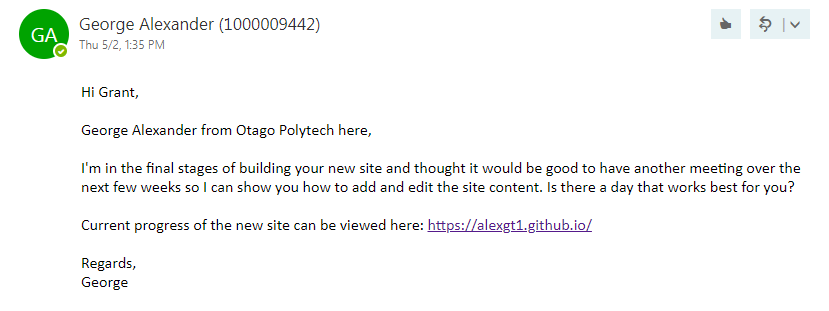 GA
George Alexander (1000009442)
Thu 5/2, 1:35 PM
Hi Grant,
George Alexander from Otago Polytech here,
I'm in the final stages of building your new site and thought it would be good to have another meeting over the
next few weeks so I can show you how to add and edit the site content. Is there a day that works best for you?
Current progress of the new site can be viewed here: https://alexgt1.github.io/
Regards,
George